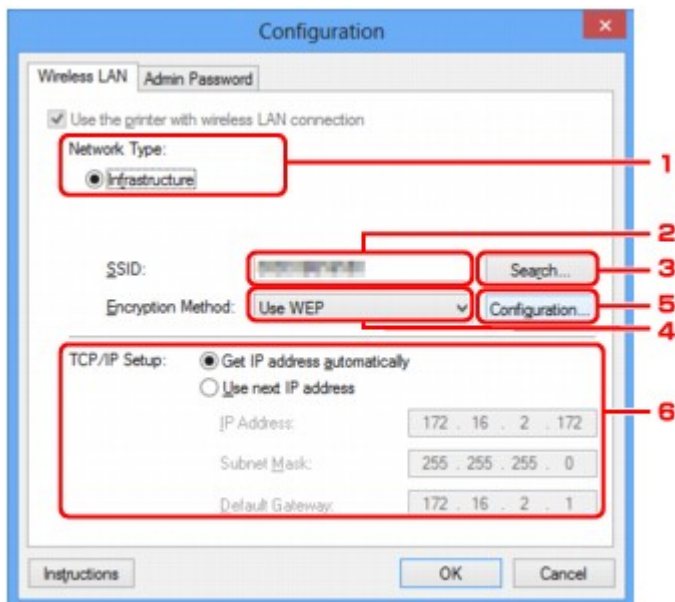 Configuration
Wireless LAN Admin Password
Use the printer with wireless LAN connection
Network Type:
1
Infrastructure
2
SSID: Search... 3
Encryption Method: Use WEP Configuration... 5
4
TCP/IP Setup: Get IP address automatically
Use next IP address
6
IP Address: 172 . 16 . 2 . 172
Subnet Mask: 255 . 255 . 255 . 0
Default Gateway: 172 . 16 . 2 . 1
Instructions OK Cancel